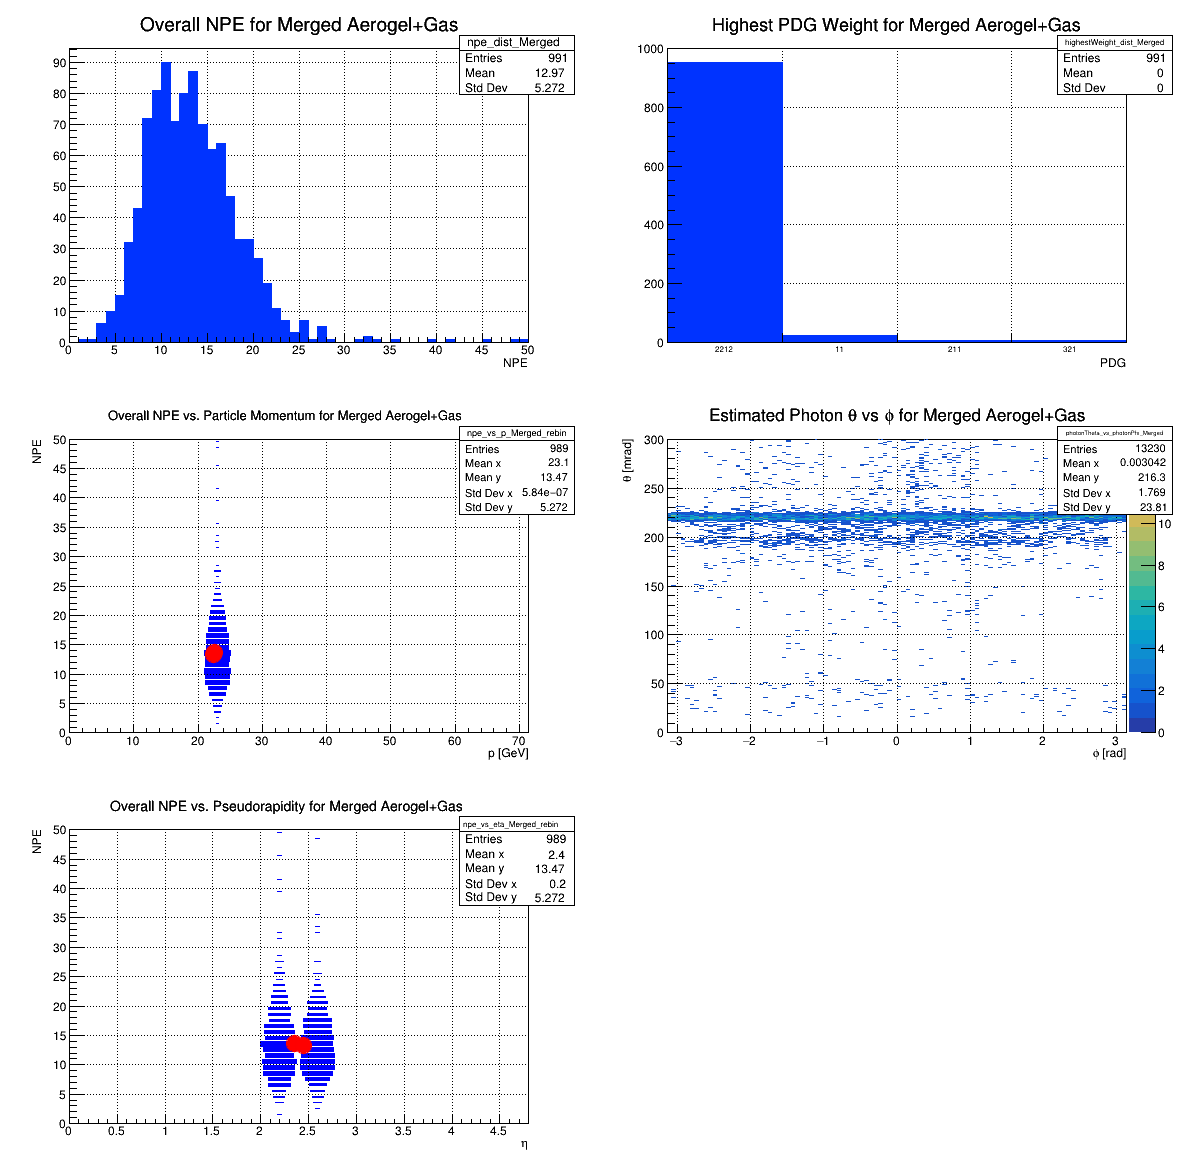 Overall NPE for Merged Aerogel+Gas
npe_dist_Merged
Entries 991
Mean 12.97
Std Dev 5.272
90
80
70
60
50
40
30
20
10
0
0 5 10 15 20 25 30 35 40 45 50
NPE
Highest PDG Weight for Merged Aerogel+Gas
highestWeight_dist_Merged
Entries 991
Mean 0
Std Dev 0
1000
800
600
400
200
0
2212 11 211 321
PDG
Overall NPE vs. Particle Momentum for Merged Aerogel+Gas
npe_vs_p_Merged_rebin
Entries 989
Mean x 23.1
Mean y 13.47
Std Dev x 5.84e-07
Std Dev y 5.272
NPE
50
45
40
35
30
25
20
15
10
5
0
0 10 20 30 40 50 60 70
p [GeV]
Estimated Photon θ vs ϕ for Merged Aerogel+Gas
photonTheta_vs_photonPhi_Merged
Entries 13230
Mean x 0.003042
Mean y 216.3
Std Dev x 1.769
Std Dev y 23.81
θ [mrad]
300
250
200
150
100
50
0
−3 −2 −1 0 1 2 3
ϕ [rad]
10
8
6
4
2
0
Overall NPE vs. Pseudorapidity for Merged Aerogel+Gas
npe_vs_eta_Merged_rebin
Entries 989
Mean x 2.4
Mean y 13.47
Std Dev x 0.2
Std Dev y 5.272
NPE
50
45
40
35
30
25
20
15
10
5
0
0 0.5 1 1.5 2 2.5 3 3.5 4 4.5
η